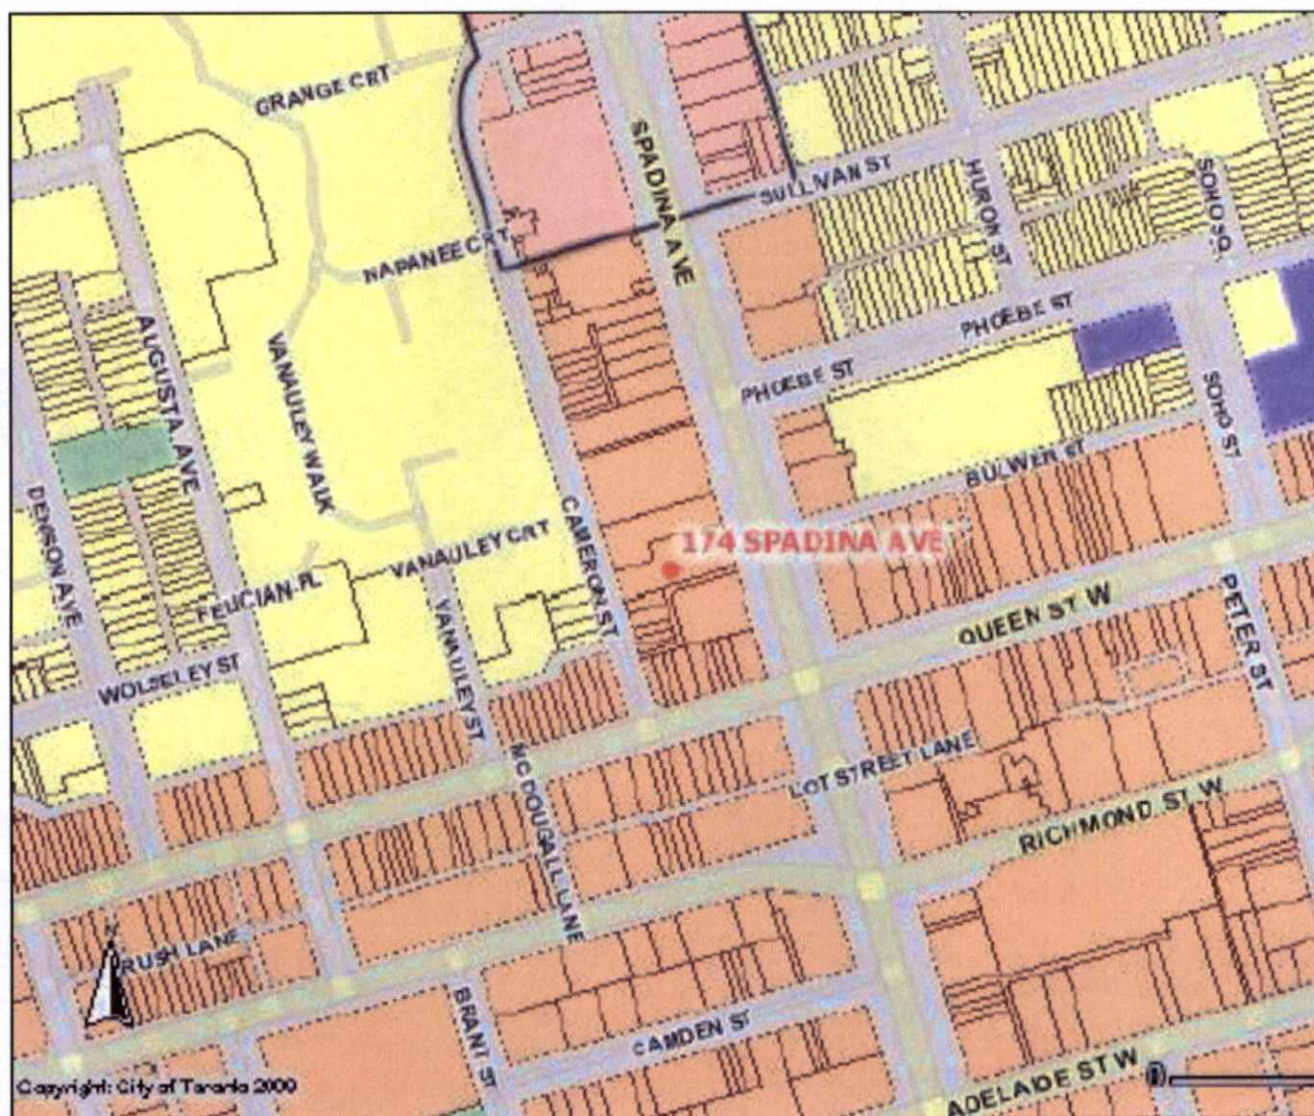 GRANGE CRT
SPADINA AVE
SULLIVAN ST
HURON ST
SOHO SQ.
NAPANEE CRT
PHOEBE ST
AUGUSTA AVE
VANAULEY WALK
PHOEBE ST
SOHO ST
BULWER ST
DENISON AVE
CAMERON ST
174 SPADINA AVE
VANAULEY CRT
FELICIAN PL
QUEEN ST W
PETER ST
VANAULEY ST
WOLSELEY ST
MCDOUGALL LANE
LOT STREET LANE
RICHMOND ST W
RUSH LANE
N
BRANT ST
CAMDEN ST
Copyright: City of Toronto 2000
0
ADELAIDE ST W